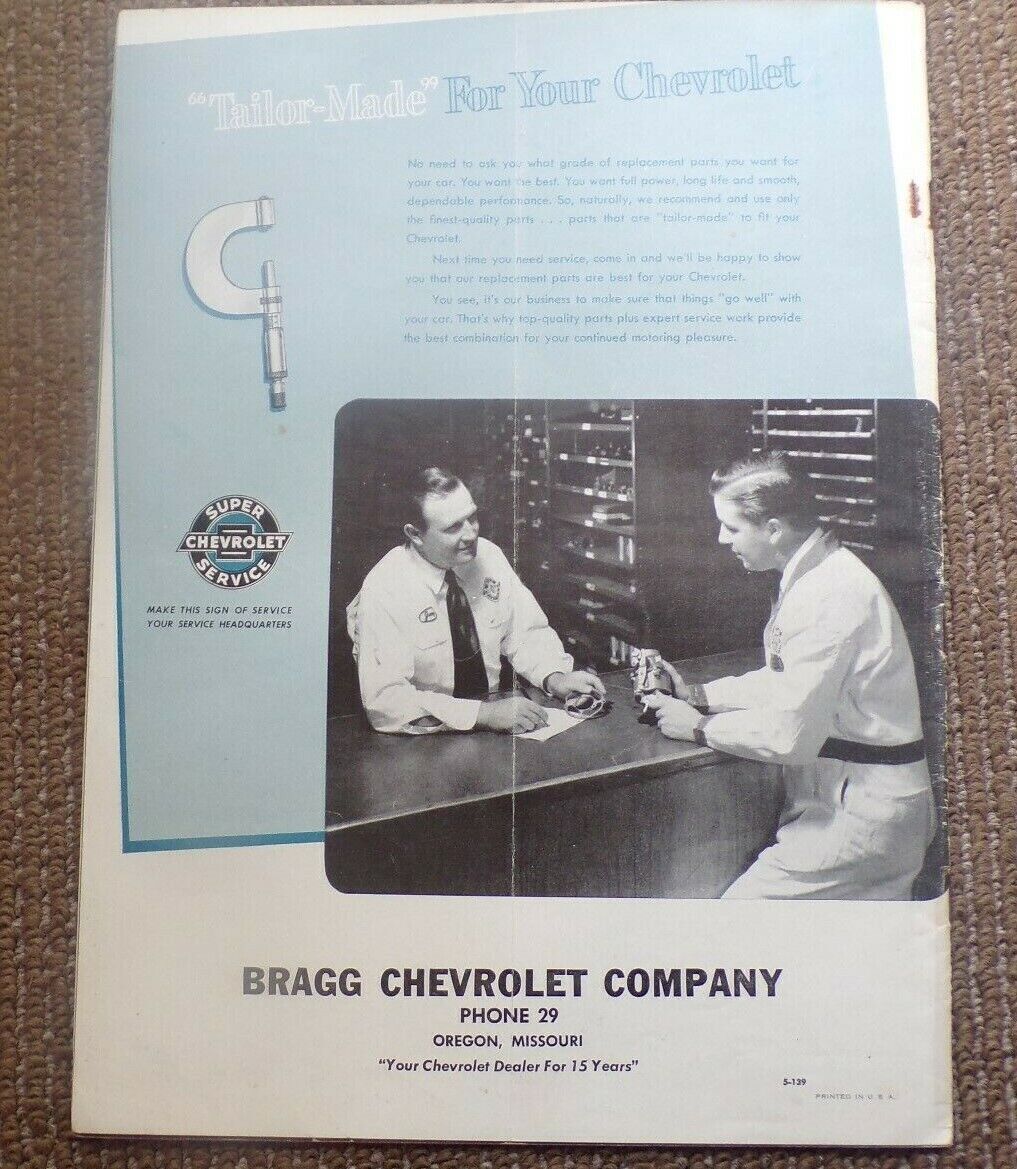 "Tailor-Made" For Your Chevrolet
No need to ask you what grade of replacement parts you want for
your car. You want the best. You want full power, long life and smooth,
dependable performance. So, naturally, we recommend and use only
the finest-quality parts . . . parts that are "tailor-made" to fit your
Chevrolet.
Next time you need service, come in and we'll be happy to show
you that our replacement parts are best for your Chevrolet.
You see, it's our business to make sure that things "go well" with
your car. That's why top-quality parts plus expert service work provide
the best combination for your continued motoring pleasure.
SUPER
CHEVROLET
SERVICE
MAKE THIS SIGN OF SERVICE
YOUR SERVICE HEADQUARTERS
BRAGG CHEVROLET COMPANY
PHONE 29
OREGON, MISSOURI
"Your Chevrolet Dealer For 15 Years"
5-139
PRINTED IN U. S. A.